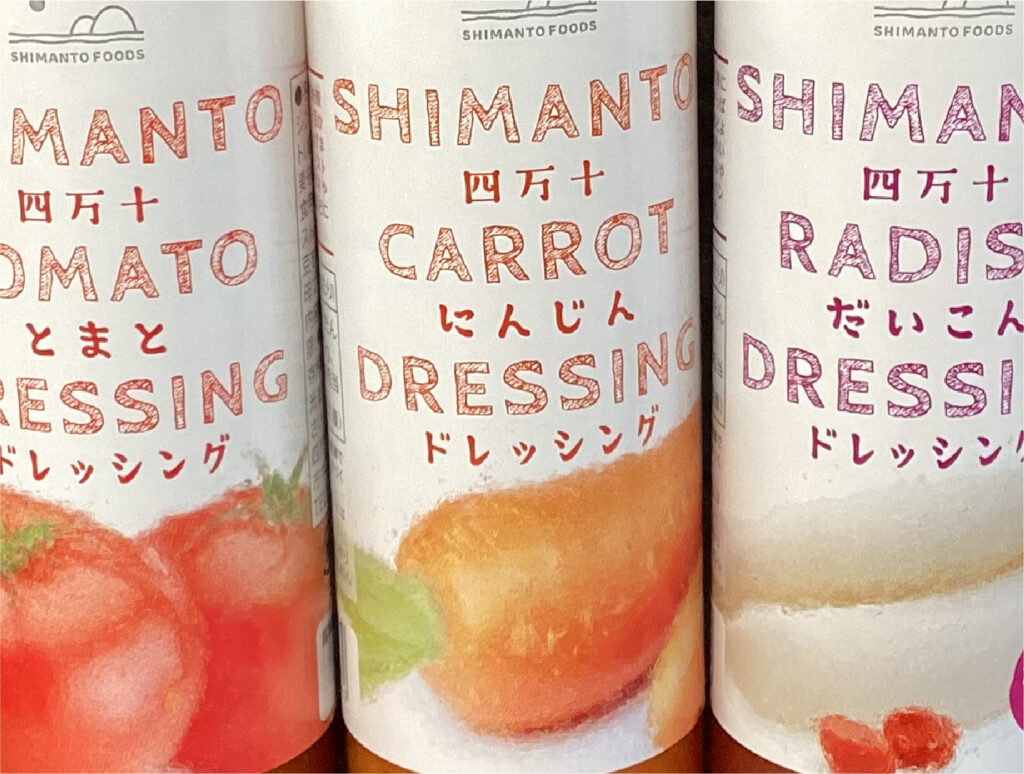 SHIMANTO FOODS
MANTO
四万十
OMATO
とまと
RESSING
ドレッシング
SHIMANTO FOODS
SHIMANTO
四万十
CARROT
にんじん
DRESSING
ドレッシング
SHIMANTO FOODS
SHIMAN
四万十
RADIS
だいこん
DRESSI
ドレッシング